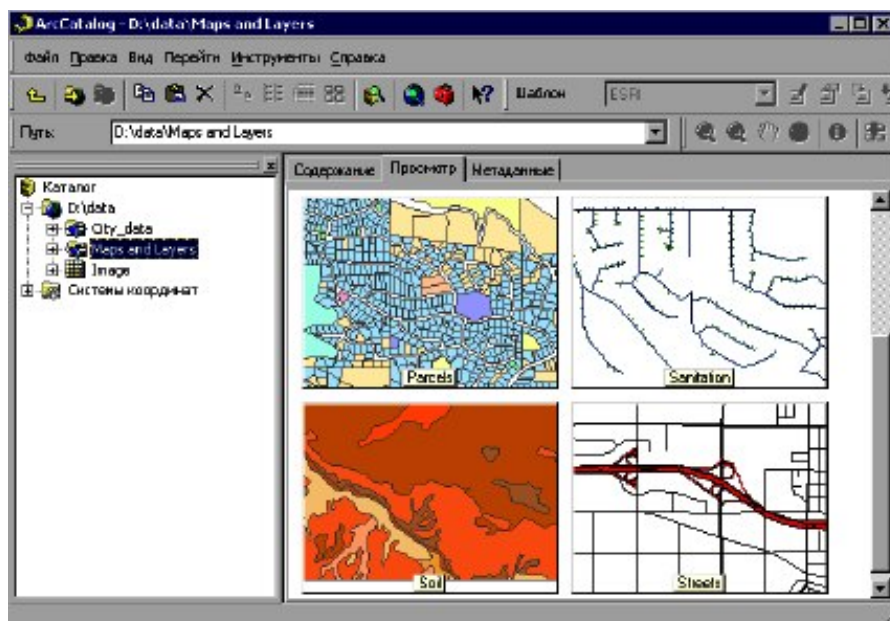 ArcCatalog - D:\data\Maps and Layers
Файл Правка Вид Перейти Инструменты Справка
Шаблон ESRI
Путь: D:\data\Maps and Layers
Каталог
D:\data
City_data
Maps and Layers
Image
Системы координат
Содержание Просмотр Метаданные
Parcels
Sanitation
Soil
Streets